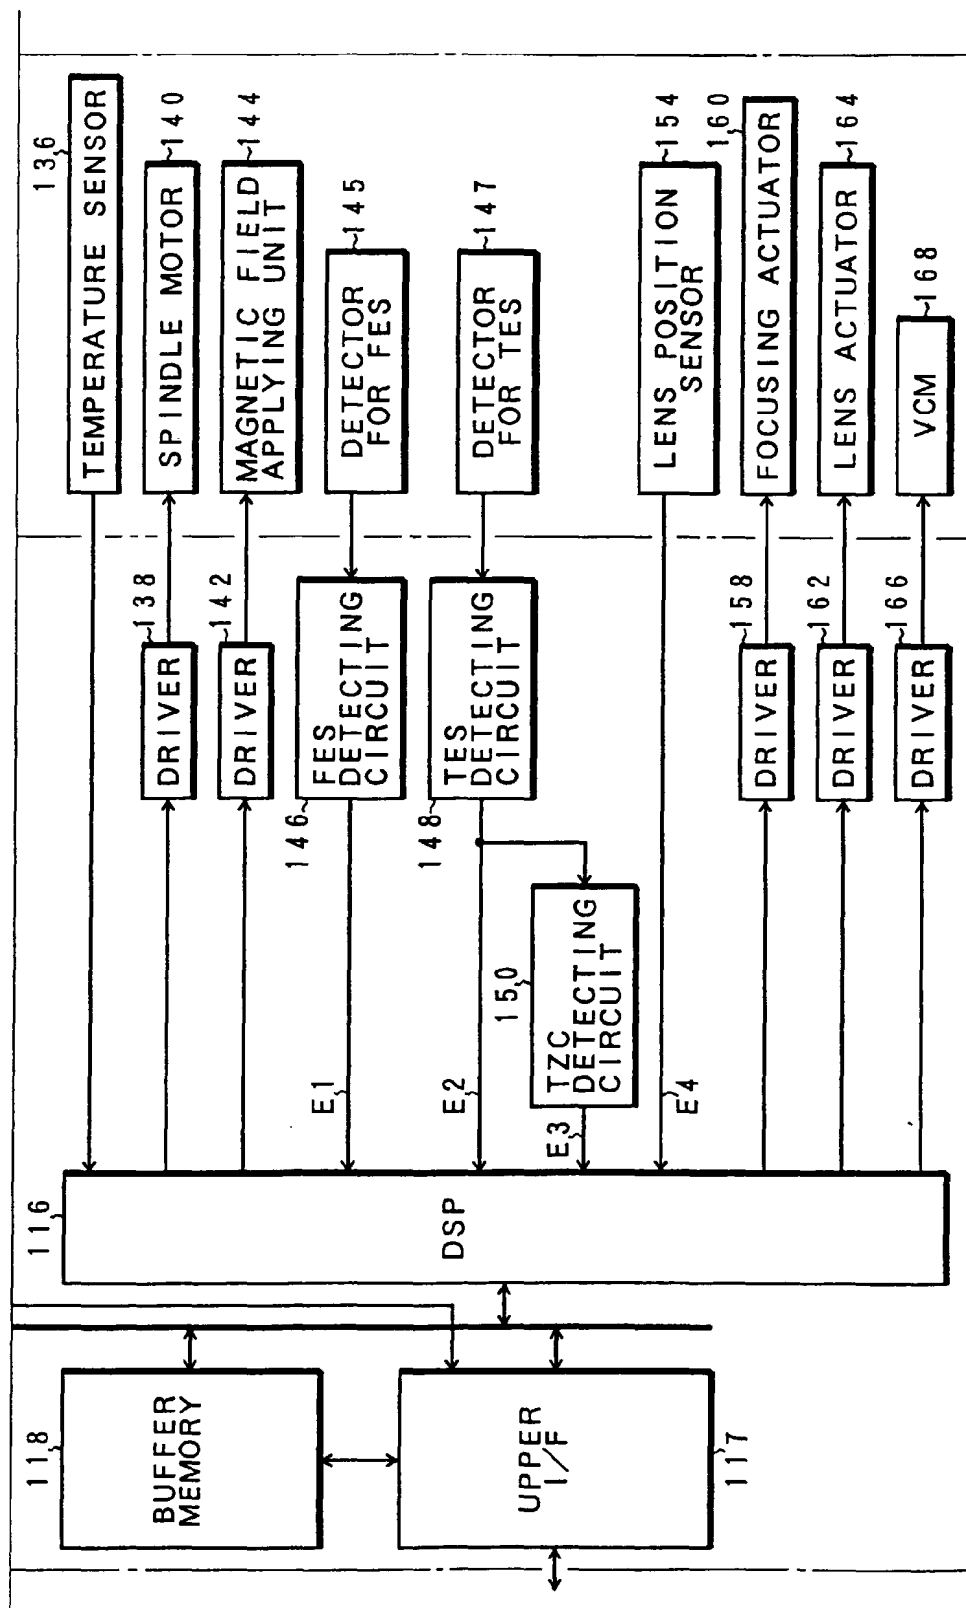 118
BUFFER
MEMORY
UPPER
I/F
117
116
DSP
136
TEMPERATURE SENSOR
138
DRIVER
140
SPINDLE MOTOR
142
DRIVER
144
MAGNETIC FIELD
APPLYING UNIT
E1
146
FES
DETECTING
CIRCUIT
145
DETECTOR
FOR FES
E2
148
TES
DETECTING
CIRCUIT
147
DETECTOR
FOR TES
E3
150
TZC
DETECTING
CIRCUIT
E4
154
LENS POSITION
SENSOR
158
DRIVER
160
FOCUSING ACTUATOR
162
DRIVER
164
LENS ACTUATOR
166
DRIVER
168
VCM